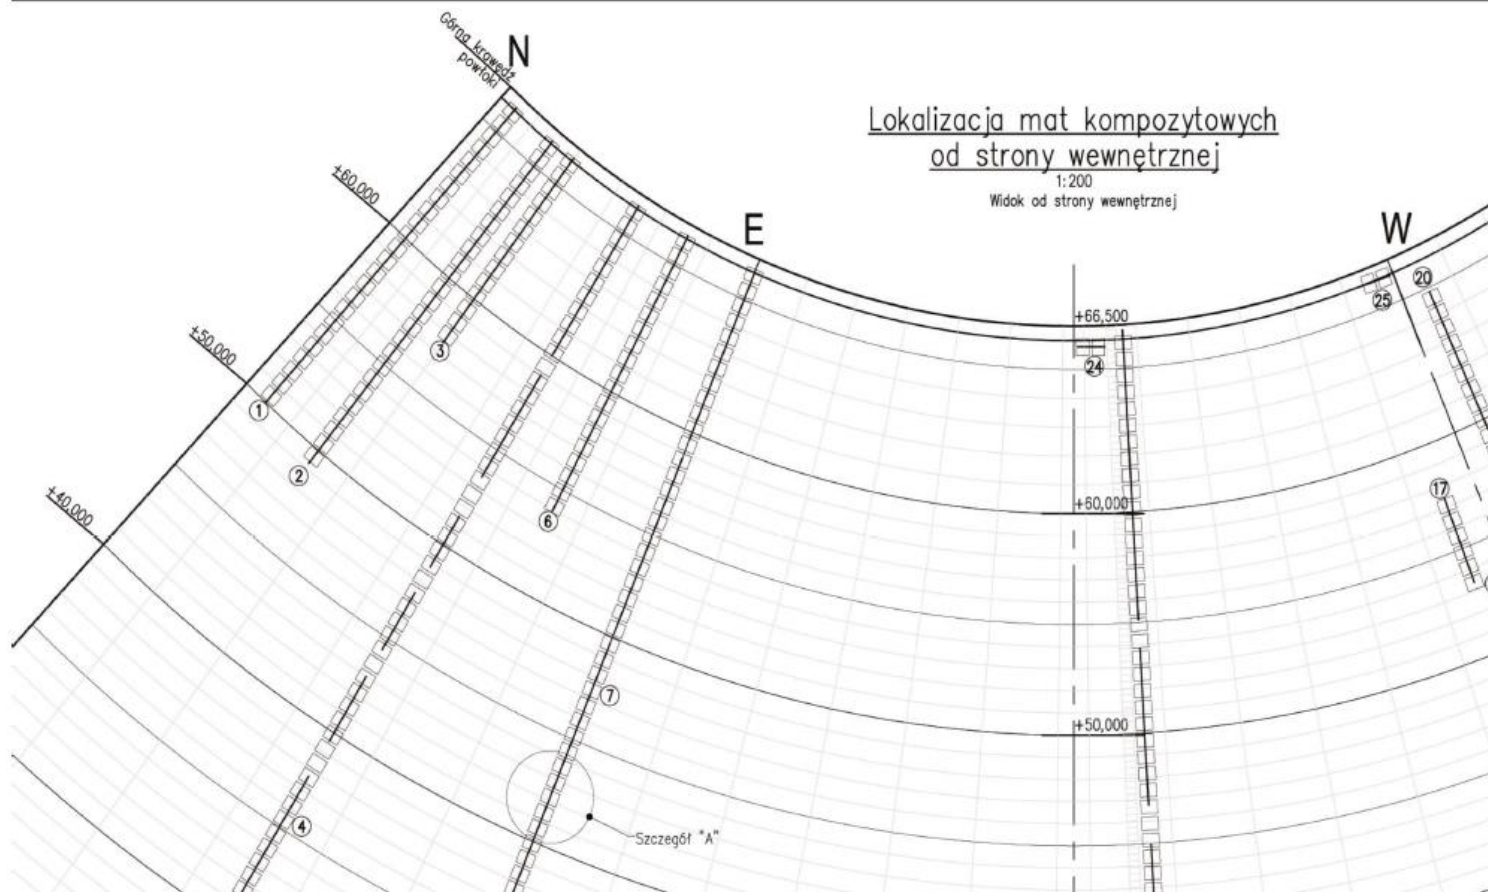 Górna krawędź
powłoki
N
Lokalizacja mat kompozytowych
od strony wewnętrznej
1:200
Widok od strony wewnętrznej
+60,000
E
W
20
25
+66,500
24
+50,000
3
1
2
17
+40,000
6
+60,000
7
+50,000
4
Szczegół "A"